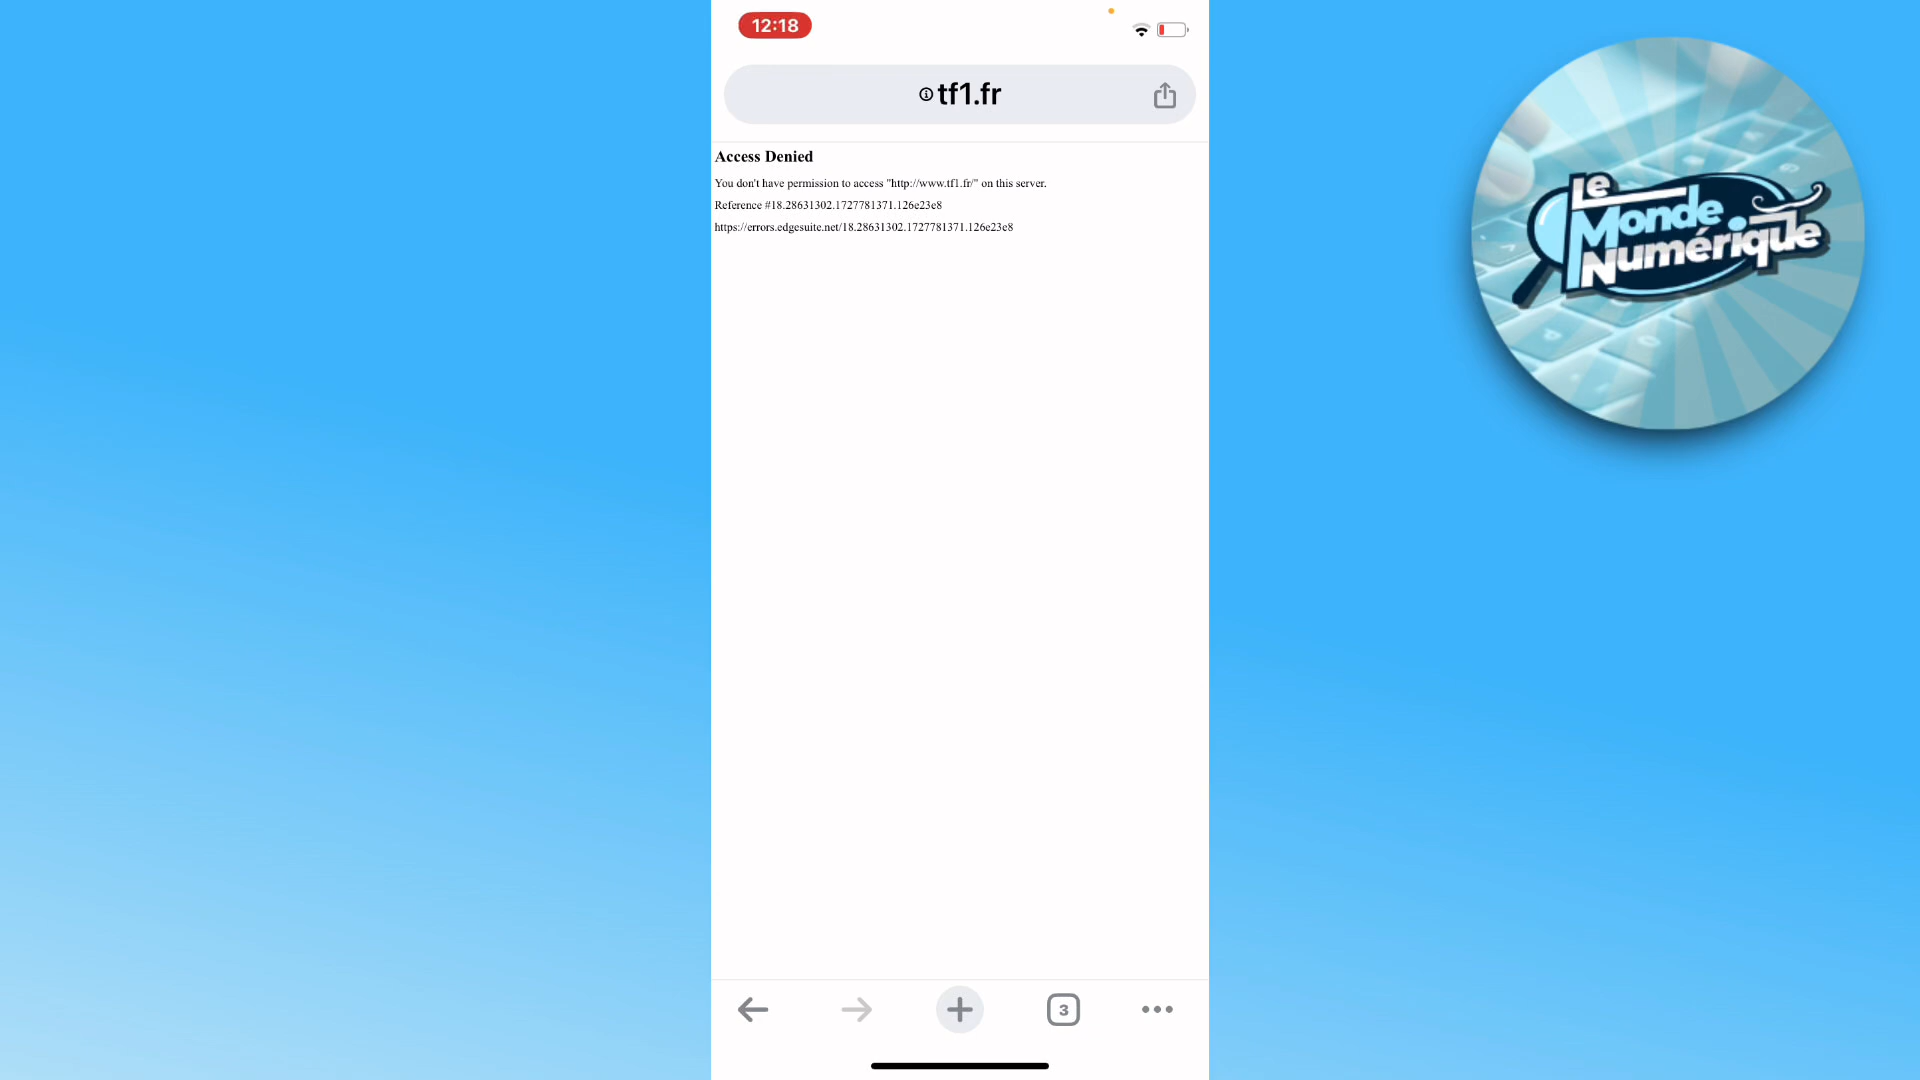 12:18
tf1.fr
Access Denied
You don't have permission to access "http://www.tf1.fr/" on this server.
Reference #18.28631302.1727781371.126e23e8
https://errors.edgesuite.net/18.28631302.1727781371.126e23e8
3
Le
Monde
Numérique